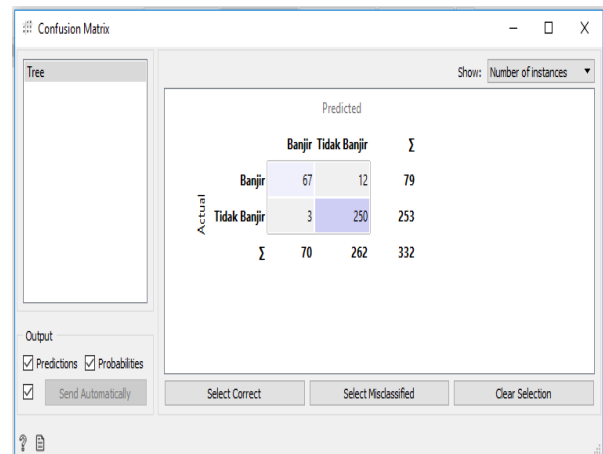 Confusion Matrix
Tree
Show: Number of instances
Predicted
Banjir Tidak Banjir Σ
Banjir 67 12 79
Actual
Tidak Banjir 3 250 253
Σ 70 262 332
Output
Predictions Probabilities
Send Automatically
Select Correct Select Misclassified Clear Selection
?